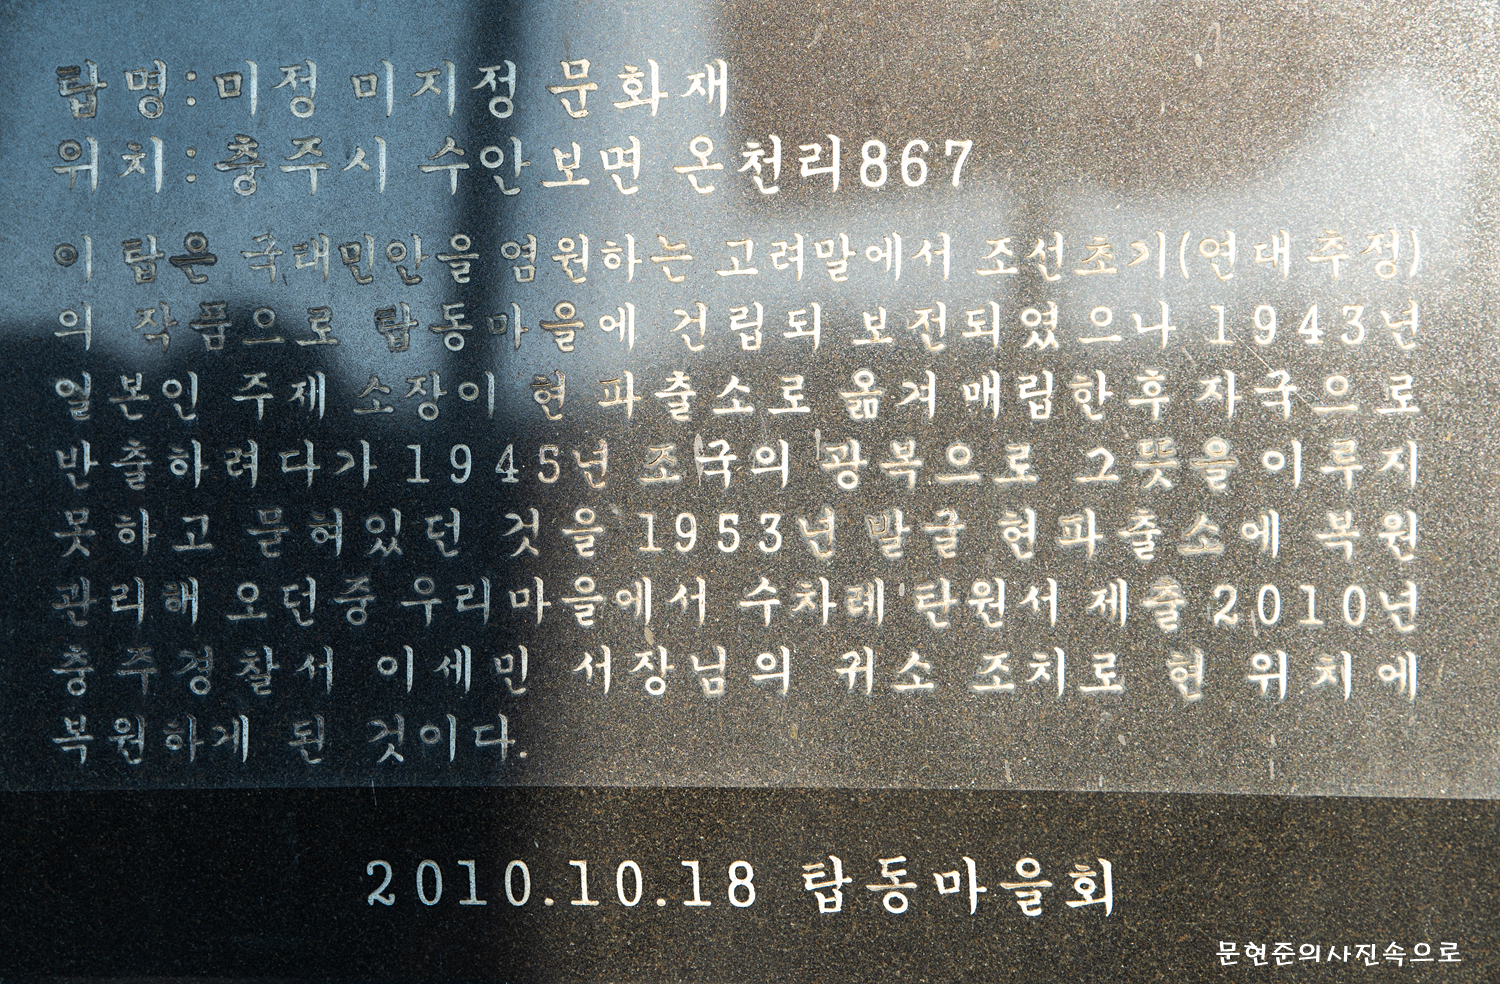 탑명:미정 미지정 문화재
위치:충주시 수안보면 온천리867
이 탑은 국태민안을 염원하는 고려말에서 조선초기(연대추정)
의 작품으로 탑동마을에 건립되 보전되였으나 1943년
일본인 주제 소장이 현 파출소로 옮겨 매립한후 자국으로
반출하려다가 1945년 조국의 광복으로 그뜻을 이루지
못하고 묻혀있던 것을 1953년 발굴 현파출소에 복원
관리해 오던중 우리마을에서 수차례 탄원서 제출 2010년
충주경찰서 이세민 서장님의 귀소 조치로 현 위치에
복원하게 된 것이다.
2010.10.18 탑동마을회
문현준의사진속으로